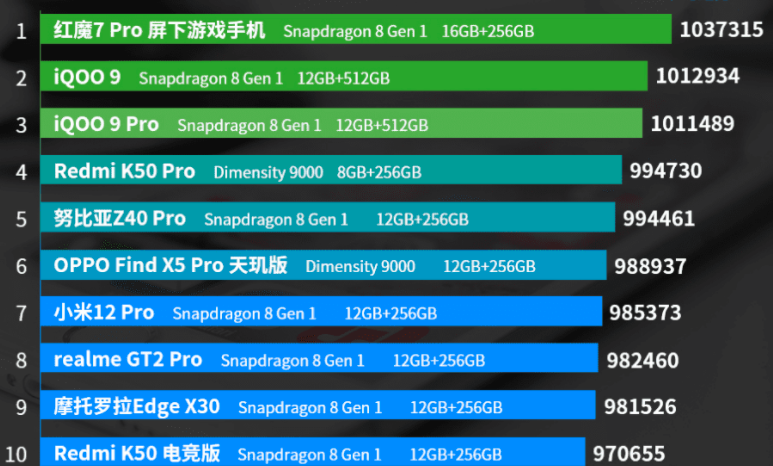 1 红魔7 Pro 屏下游戏手机 Snapdragon 8 Gen 1 16GB+256GB 1037315
2 iQOO 9 Snapdragon 8 Gen 1 12GB+512GB 1012934
3 iQOO 9 Pro Snapdragon 8 Gen 1 12GB+512GB 1011489
4 Redmi K50 Pro Dimensity 9000 8GB+256GB 994730
5 努比亚Z40 Pro Snapdragon 8 Gen 1 12GB+256GB 994461
6 OPPO Find X5 Pro 天玑版 Dimensity 9000 12GB+256GB 988937
7 小米12 Pro Snapdragon 8 Gen 1 12GB+256GB 985373
8 realme GT2 Pro Snapdragon 8 Gen 1 12GB+256GB 982460
9 摩托罗拉Edge X30 Snapdragon 8 Gen 1 12GB+256GB 981526
10 Redmi K50 电竞版 Snapdragon 8 Gen 1 12GB+256GB 970655